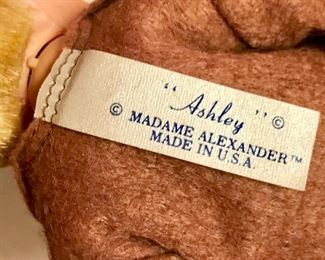 "Ashley" ©
© MADAME ALEXANDER™
MADE IN U.S.A.